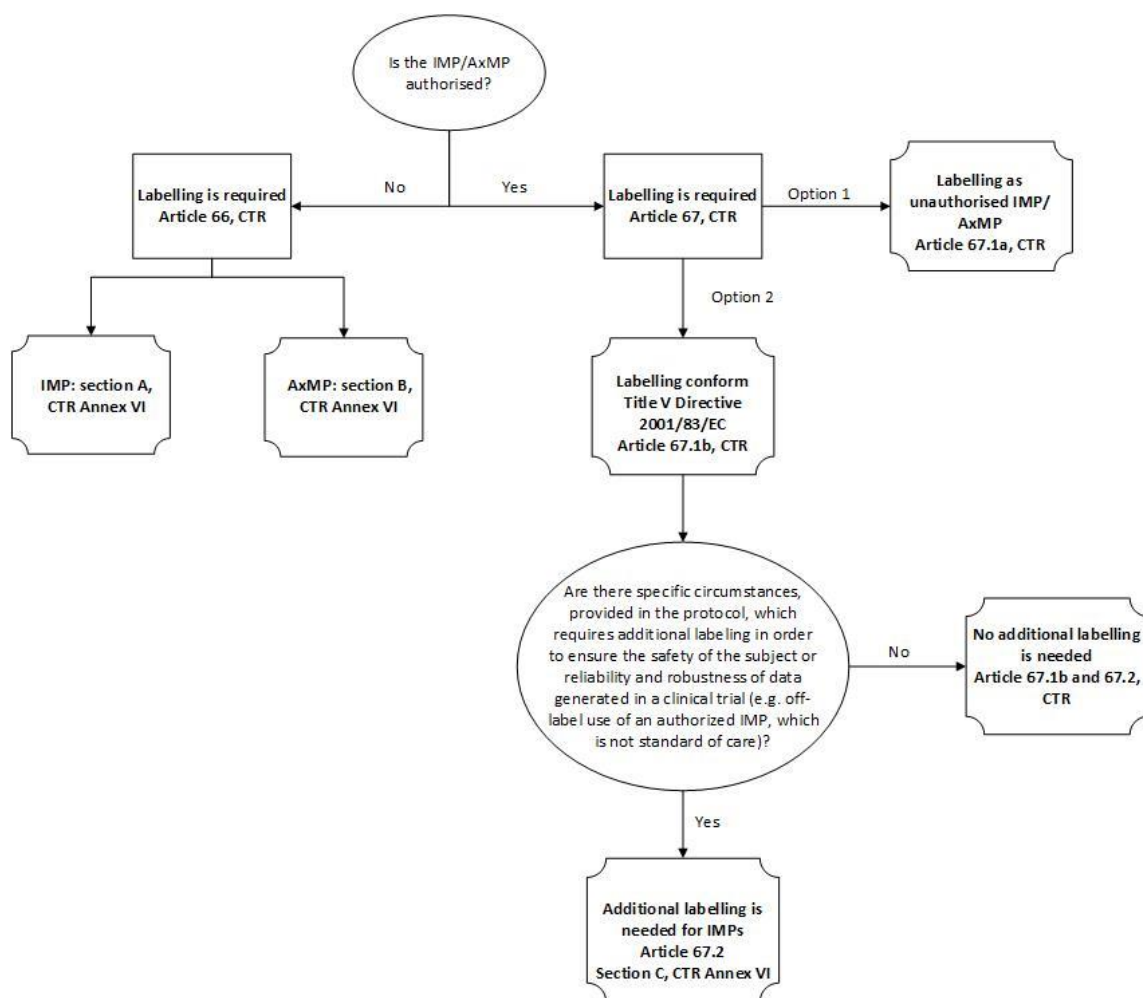 Is the IMP/AxMP
authorised?
No
Yes
Labelling is required
Article 66, CTR
Labelling is required
Article 67, CTR
Option 1
Labelling as
unauthorised IMP/
AxMP
Article 67.1a, CTR
Option 2
IMP: section A,
CTR Annex VI
AxMP: section B,
CTR Annex VI
Labelling conform
Title V Directive
2001/83/EC
Article 67.1b, CTR
Are there specific circumstances,
provided in the protocol, which
requires additional labeling in order
to ensure the safety of the subject or
reliability and robustness of data
generated in a clinical trial (e.g. off-
label use of an authorized IMP, which
is not standard of care)?
No
No additional labelling
is needed
Article 67.1b and 67.2,
CTR
Yes
Additional labelling is
needed for IMPs
Article 67.2
Section C, CTR Annex VI